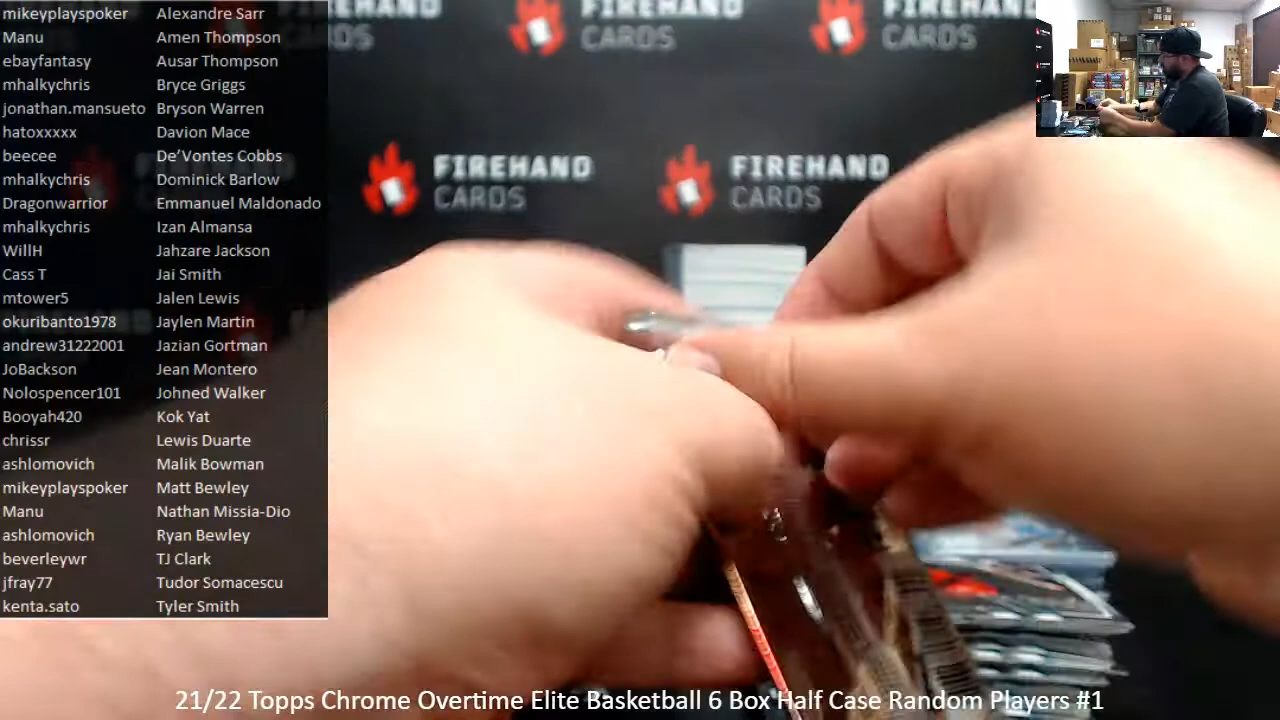 mikeyplayspoker Alexandre Sarr
Manu Amen Thompson
ebayfantasy Ausar Thompson
mhalkychris Bryce Griggs
jonathan.mansueto Bryson Warren
hatoxxxxx Davion Mace
beecee De’Vontes Cobbs
mhalkychris Dominick Barlow
Dragonwarrior Emmanuel Maldonado
mhalkychris Izan Almansa
WillH Jahzare Jackson
Cass T Jai Smith
mtower5 Jalen Lewis
okuribanto1978 Jaylen Martin
andrew31222001 Jazian Gortman
JoBackson Jean Montero
Nolospencer101 Johned Walker
Booyah420 Kok Yat
chrissr Lewis Duarte
ashlomovich Malik Bowman
mikeyplayspoker Matt Bewley
Manu Nathan Missia-Dio
ashlomovich Ryan Bewley
beverleywr TJ Clark
jfray77 Tudor Somacescu
kenta.sato Tyler Smith
FIREHAND
CARDS
FIREHAND
CARDS
FIREHAND
CARDS
FIREHAND
CARDS
21/22 Topps Chrome Overtime Elite Basketball 6 Box Half Case Random Players #1